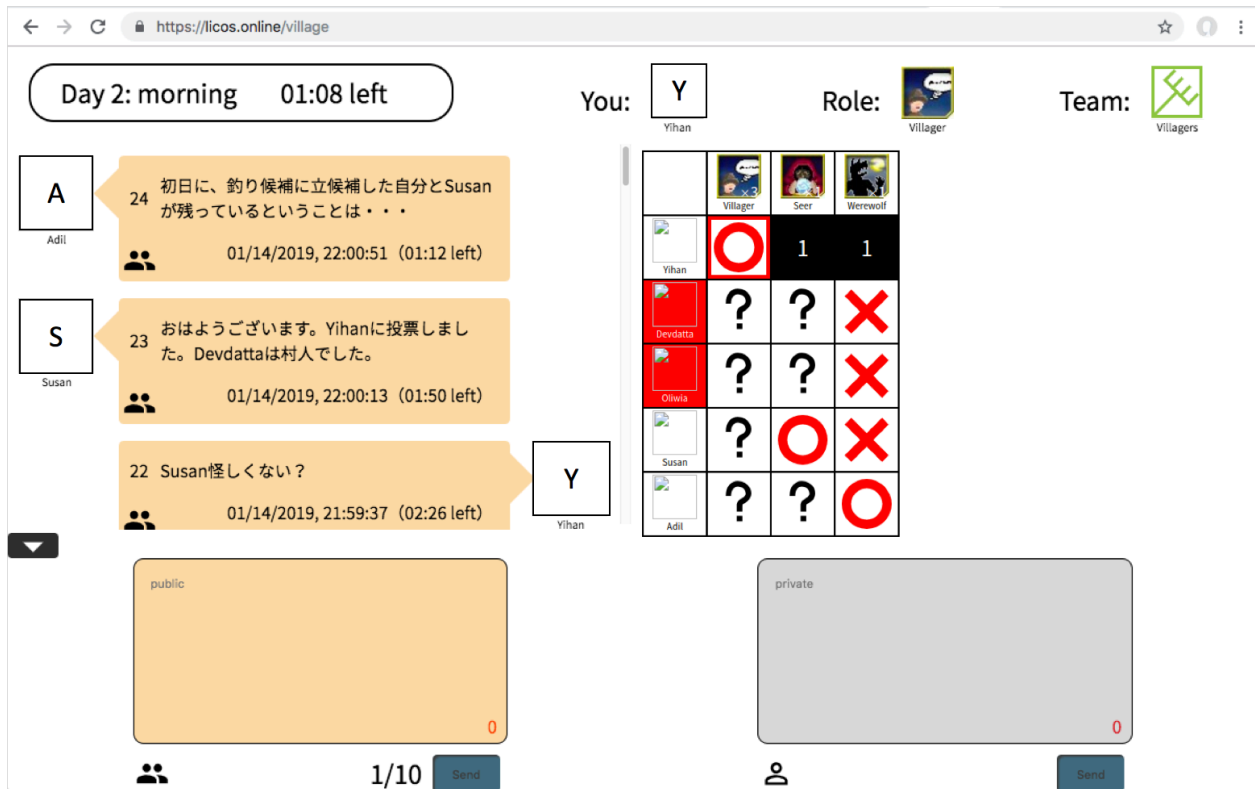 https://licos.online/village
Day 2: morning 01:08 left
You:
Y
Yihan
Role:
Villager
Team:
Villagers
A
Adil
24
初日に、釣り候補に立候補した自分とSusan
が残っているということは・・・
01/14/2019, 22:00:51（01:12 left）
S
Susan
23
おはようございます。Yihanに投票しまし
た。Devdattaは村人でした。
01/14/2019, 22:00:13（01:50 left）
22 Susan怪しくない？
01/14/2019, 21:59:37（02:26 left）
Y
Yihan
x3
Villager
x1
Seer
x1
Werewolf
Yihan
1 1
Devdatta
? ?
Oliwia
? ?
Susan
?
Adil
? ?
public
0
1/10
Send
private
0
Send